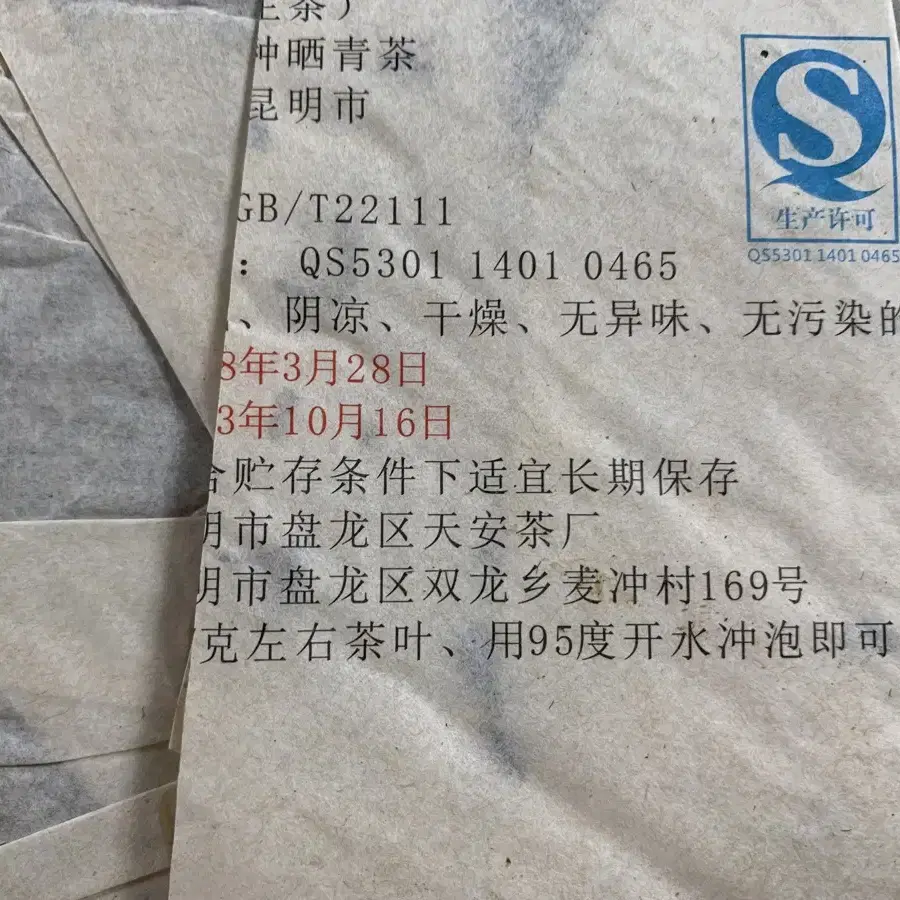 生茶）
种晒青茶
昆明市
GB/T22111
： QS5301 1401 0465
、阴凉、干燥、无异味、无污染的
8年3月28日
3年10月16日
合贮存条件下适宜长期保存
明市盘龙区天安茶厂
明市盘龙区双龙乡麦冲村169号
克左右茶叶、用95度开水冲泡即可
生产许可
QS5301 1401 0465